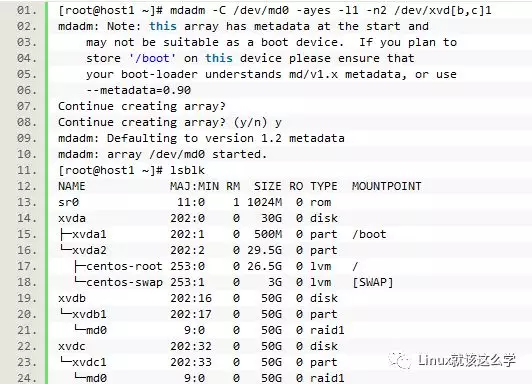 01. [root@host1 ~]# mdadm -C /dev/md0 -ayes -l1 -n2 /dev/xvd[b,c]1
02. mdadm: Note: this array has metadata at the start and
03.     may not be suitable as a boot device.  If you plan to
04.     store '/boot' on this device please ensure that
05.     your boot-loader understands md/v1.x metadata, or use
06.     --metadata=0.90
07. Continue creating array?
08. Continue creating array? (y/n) y
09. mdadm: Defaulting to version 1.2 metadata
10. mdadm: array /dev/md0 started.
11. [root@host1 ~]# lsblk
12. NAME            MAJ:MIN RM  SIZE RO TYPE  MOUNTPOINT
13. sr0              11:0    1 1024M  0 rom
14. xvda            202:0    0   30G  0 disk
15. ├─xvda1         202:1    0  500M  0 part  /boot
16. └─xvda2         202:2    0 29.5G  0 part
17.   ├─centos-root 253:0    0 26.5G  0 lvm   /
18.   └─centos-swap 253:1    0    3G  0 lvm   [SWAP]
19. xvdb            202:16   0   50G  0 disk
20. └─xvdb1         202:17   0   50G  0 part
21.   └─md0           9:0    0   50G  0 raid1
22. xvdc            202:32   0   50G  0 disk
23. └─xvdc1         202:33   0   50G  0 part
24.   └─md0           9:0    0   50G  0 raid1
Linux就该这么学